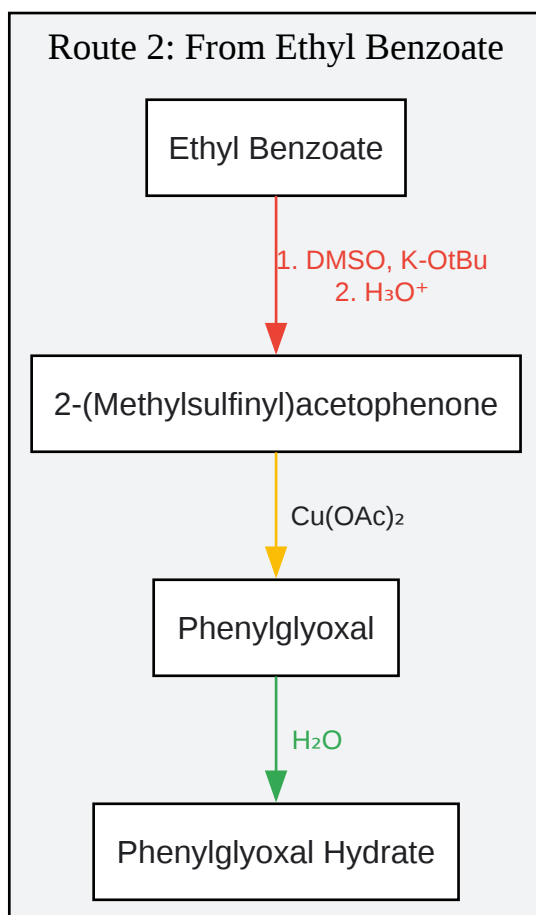 Route 2: From Ethyl Benzoate
Ethyl Benzoate
1. DMSO, K-OtBu
2. H₃O⁺
2-(Methylsulfinyl)acetophenone
Cu(OAc)₂
Phenylglyoxal
H₂O
Phenylglyoxal Hydrate